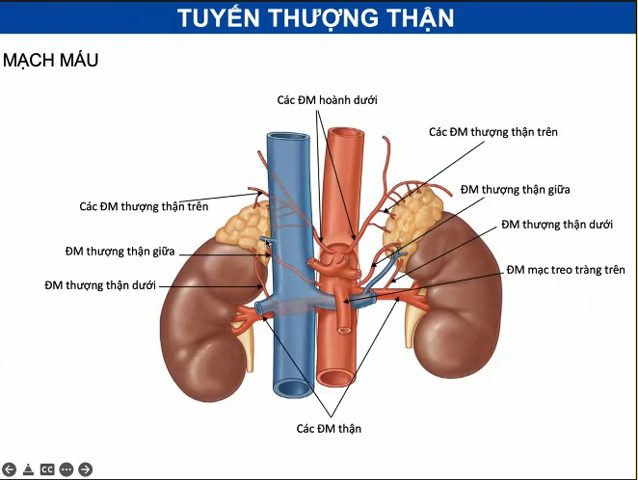 TUYẾN THƯỢNG THẬN
MẠCH MÁU
Các ĐM hoành dưới
Các ĐM thượng thận trên
ĐM thượng thận giữa
Các ĐM thượng thận trên
ĐM thượng thận dưới
ĐM thượng thận giữa
ĐM mạc treo tràng trên
ĐM thượng thận dưới
Các ĐM thận
CC